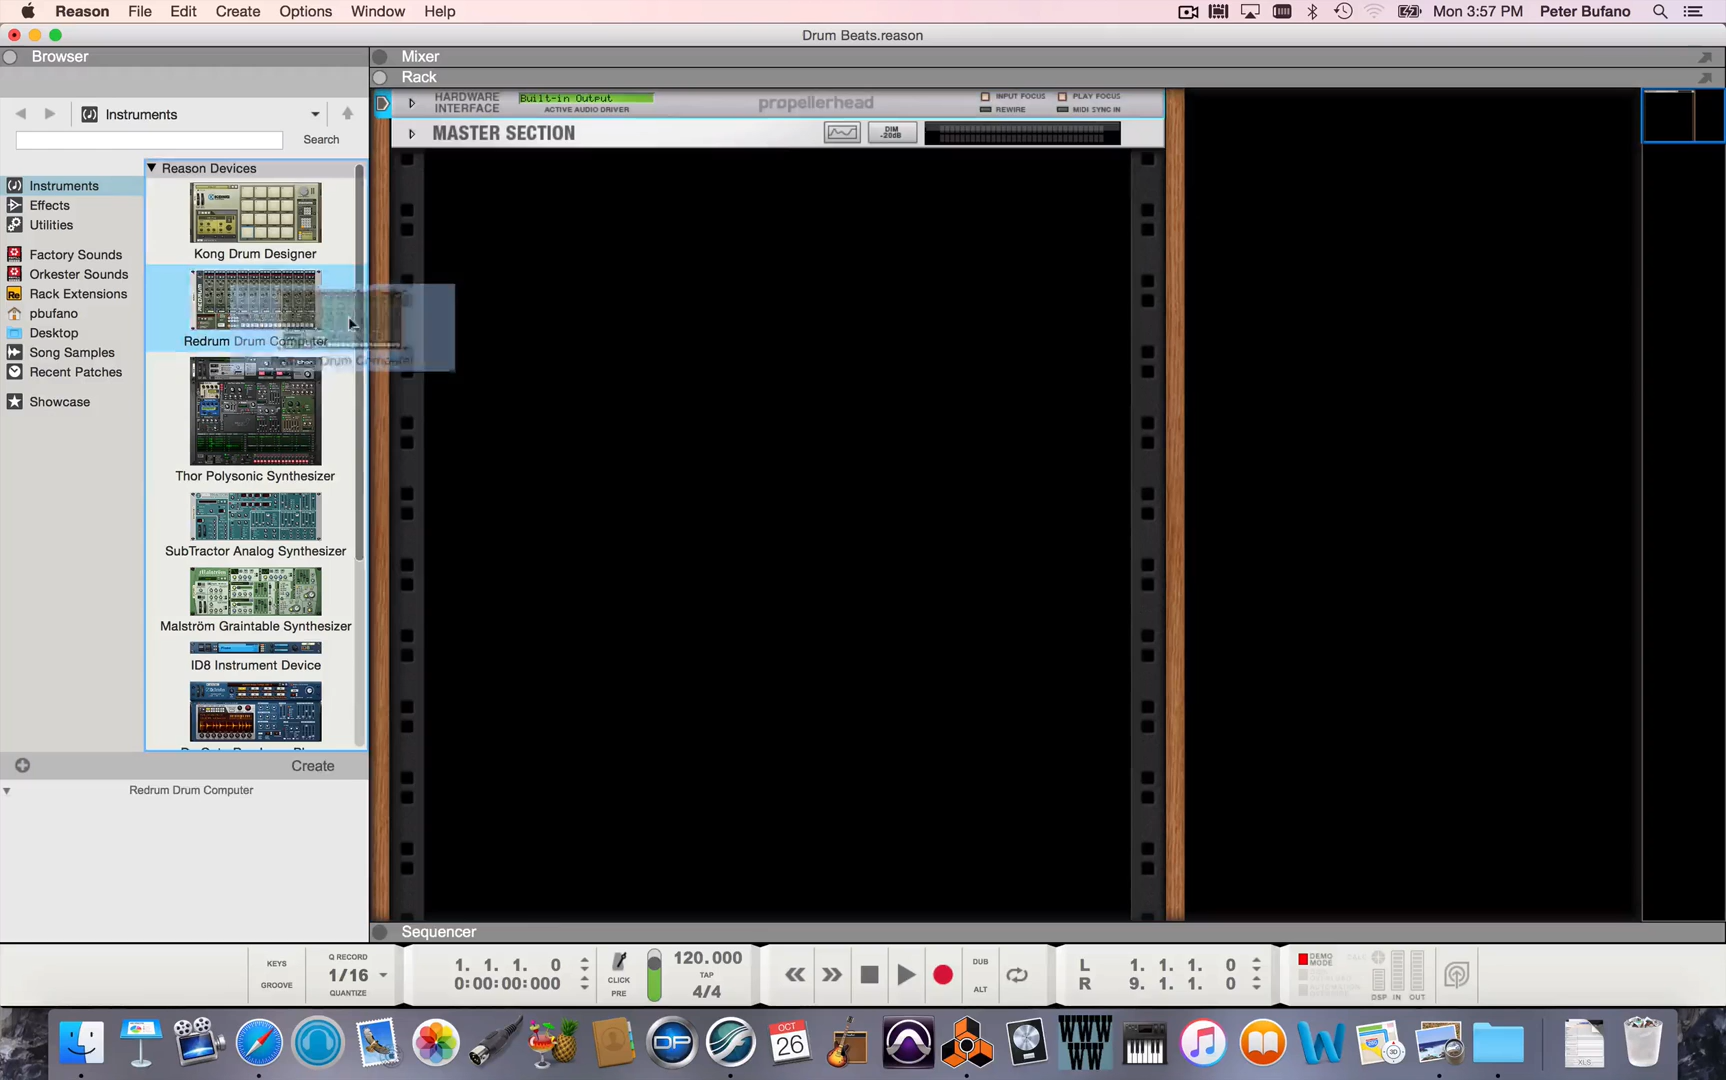 Reason File Edit Create Options Window Help Mon 3:57 PM Peter Bufano
Drum Beats.reason
Browser
Mixer
Rack
Instruments
Search
Instruments
Effects
Utilities
Factory Sounds
Orkester Sounds
Rack Extensions
pbufano
Desktop
Song Samples
Recent Patches
Showcase
Reason Devices
Kong Drum Designer
Redrum Drum Computer
Thor Polysonic Synthesizer
SubTractor Analog Synthesizer
Malström Graintable Synthesizer
ID8 Instrument Device
Create
Redrum Drum Computer
HARDWARE INTERFACE
Built-in Output
ACTIVE AUDIO DRIVER
propellerhead
INPUT FOCUS PLAY FOCUS
REWIRE MIDI SYNC IN
MASTER SECTION
DIM
-20dB
Sequencer
KEYS
GROOVE
Q RECORD
1/16
QUANTIZE
1. 1. 1. 0
0:00:00:000
CLICK
PRE
120.000
TAP
4/4
DUB
ALT
L 1. 1. 1. 0
R 9. 1. 1. 0
DEMO MODE
CALC
DSP IN OUT
OCT
26
DP
WWW
WWW
W
XLS